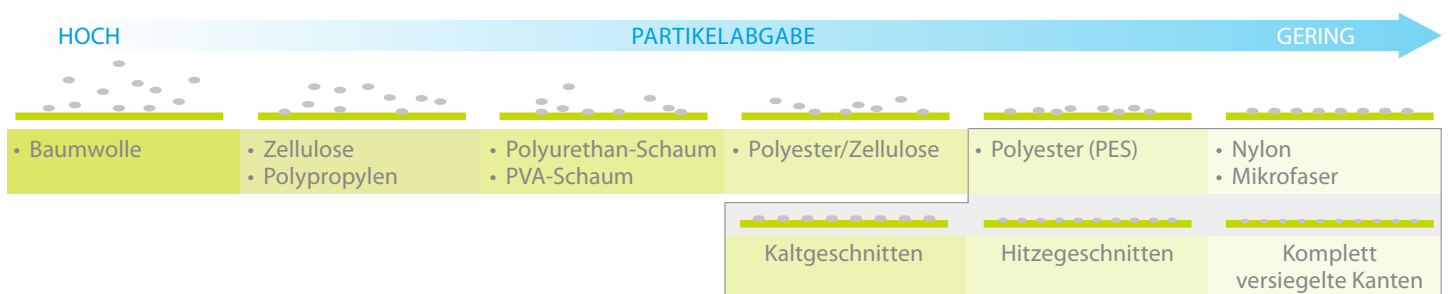 HOCH PARTIKELABGABE GERING
• Baumwolle
• Zellulose
• Polypropylen
• Polyurethan-Schaum
• PVA-Schaum
• Polyester/Zellulose
• Polyester (PES)
• Nylon
• Mikrofaser
Kaltgeschnitten
Hitzegeschnitten
Komplett
versiegelte Kanten